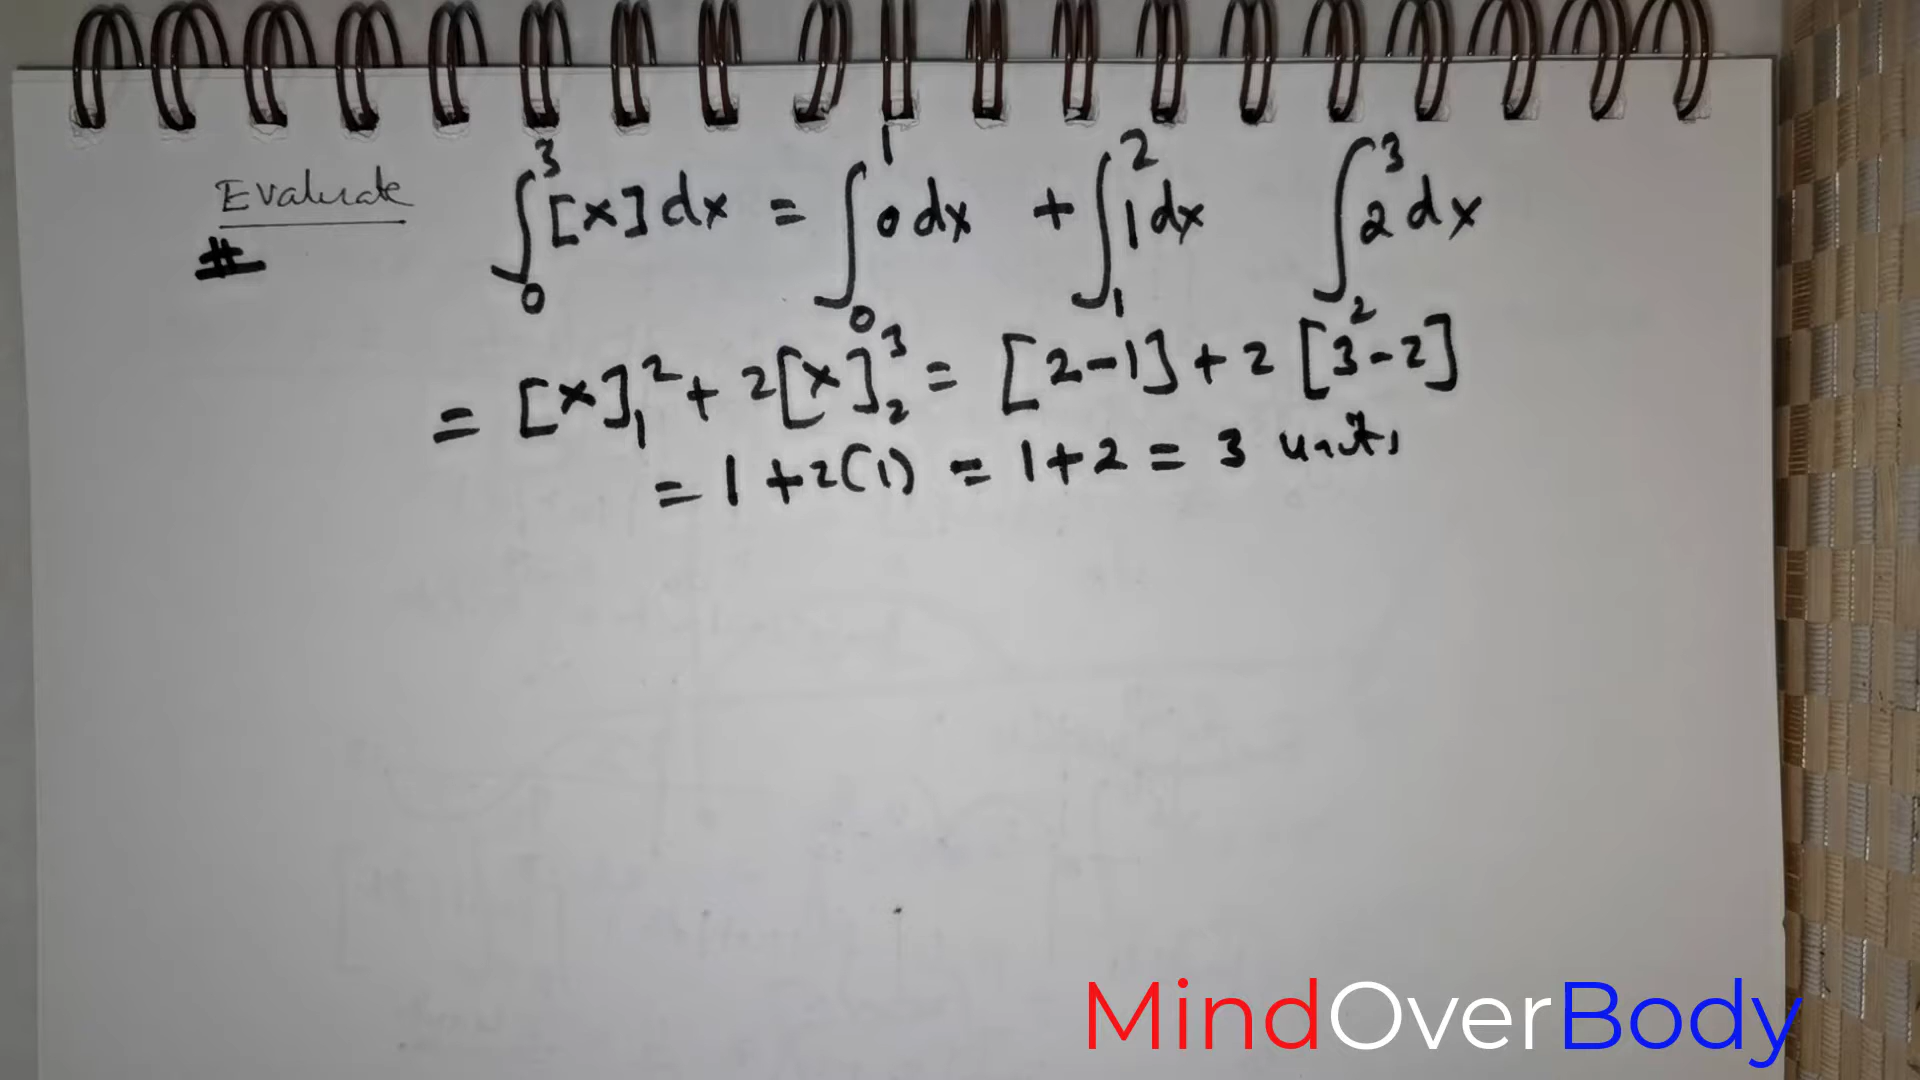 Evaluate ∫₀³ [x] dx = ∫₀¹ 0 dx + ∫₁² 1 dx ∫₂³ 2 dx
#
= [x]₁² + 2[x]₂³ = [2-1] + 2 [3-2]
= 1 + 2(1) = 1 + 2 = 3 units
MindOverBody